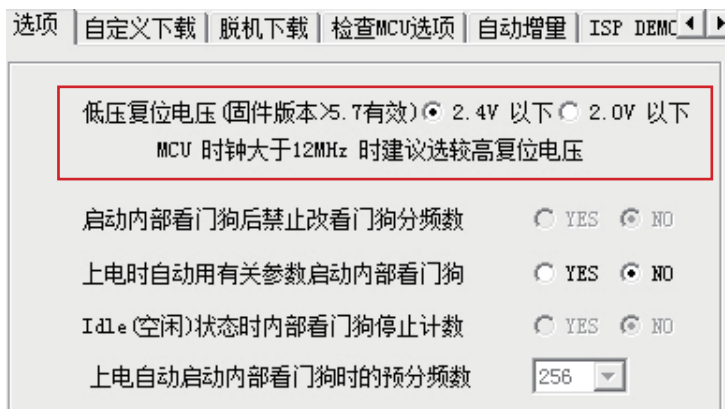 选项 自定义下载 脱机下载 检查MCU选项 自动增量 ISP DEMO
低压复位电压(固件版本>5.7有效) 2.4V 以下 2.0V 以下
MCU 时钟大于12MHz 时建议选较高复位电压
启动内部看门狗后禁止改看门狗分频数 YES NO
上电时自动用有关参数启动内部看门狗 YES NO
Idle(空闲)状态时内部看门狗停止计数 YES NO
上电自动启动内部看门狗时的预分频数 256